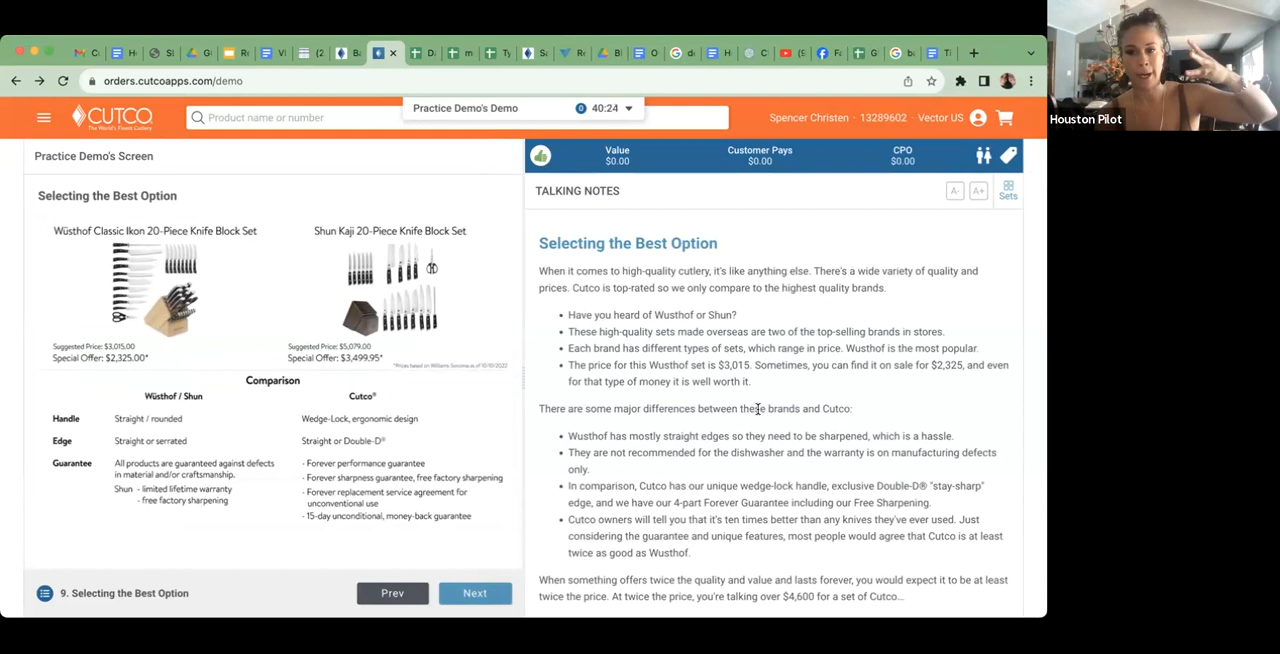 C
H
Sl
G
R
V
(2
B
D
m
Ty
S
R
B
O
d
H
C
(9
F
G
b
Ti
orders.cutcoapps.com/demo
CUTCO
The World's Finest Cutlery
Product name or number
Practice Demo's Demo
0 40:24
Spencer Christen · 13289602 · Vector US
Houston Pilot
Practice Demo's Screen
Value
$0.00
Customer Pays
$0.00
CPO
$0.00
TALKING NOTES
A-
A+
Sets
Selecting the Best Option
Wüsthof Classic Ikon 20-Piece Knife Block Set
Shun Kaji 20-Piece Knife Block Set
Suggested Price: $3,015.00
Special Offer: $2,325.00*
Suggested Price: $5,079.00
Special Offer: $3,499.95*
*Prices based on Williams-Sonoma as of 10/10/2022
Comparison
Wüsthof / Shun
Cutco®
Handle
Straight / rounded
Wedge-Lock, ergonomic design
Edge
Straight or serrated
Straight or Double-D®
Guarantee
All products are guaranteed against defects
in material and/or craftsmanship.
Shun - limited lifetime warranty
- free factory sharpening
- Forever performance guarantee
- Forever sharpness guarantee, free factory sharpening
- Forever replacement service agreement for
unconventional use
- 15-day unconditional, money-back guarantee
9. Selecting the Best Option
Prev
Next
Selecting the Best Option
When it comes to high-quality cutlery, it's like anything else. There's a wide variety of quality and
prices. Cutco is top-rated so we only compare to the highest quality brands.
• Have you heard of Wusthof or Shun?
• These high-quality sets made overseas are two of the top-selling brands in stores.
• Each brand has different types of sets, which range in price. Wusthof is the most popular.
• The price for this Wusthof set is $3,015. Sometimes, you can find it on sale for $2,325, and even
for that type of money it is well worth it.
There are some major differences between these brands and Cutco:
• Wusthof has mostly straight edges so they need to be sharpened, which is a hassle.
• They are not recommended for the dishwasher and the warranty is on manufacturing defects
only.
• In comparison, Cutco has our unique wedge-lock handle, exclusive Double-D® "stay-sharp"
edge, and we have our 4-part Forever Guarantee including our Free Sharpening.
• Cutco owners will tell you that it's ten times better than any knives they've ever used. Just
considering the guarantee and unique features, most people would agree that Cutco is at least
twice as good as Wusthof.
When something offers twice the quality and value and lasts forever, you would expect it to be at least
twice the price. At twice the price, you're talking over $4,600 for a set of Cutco...